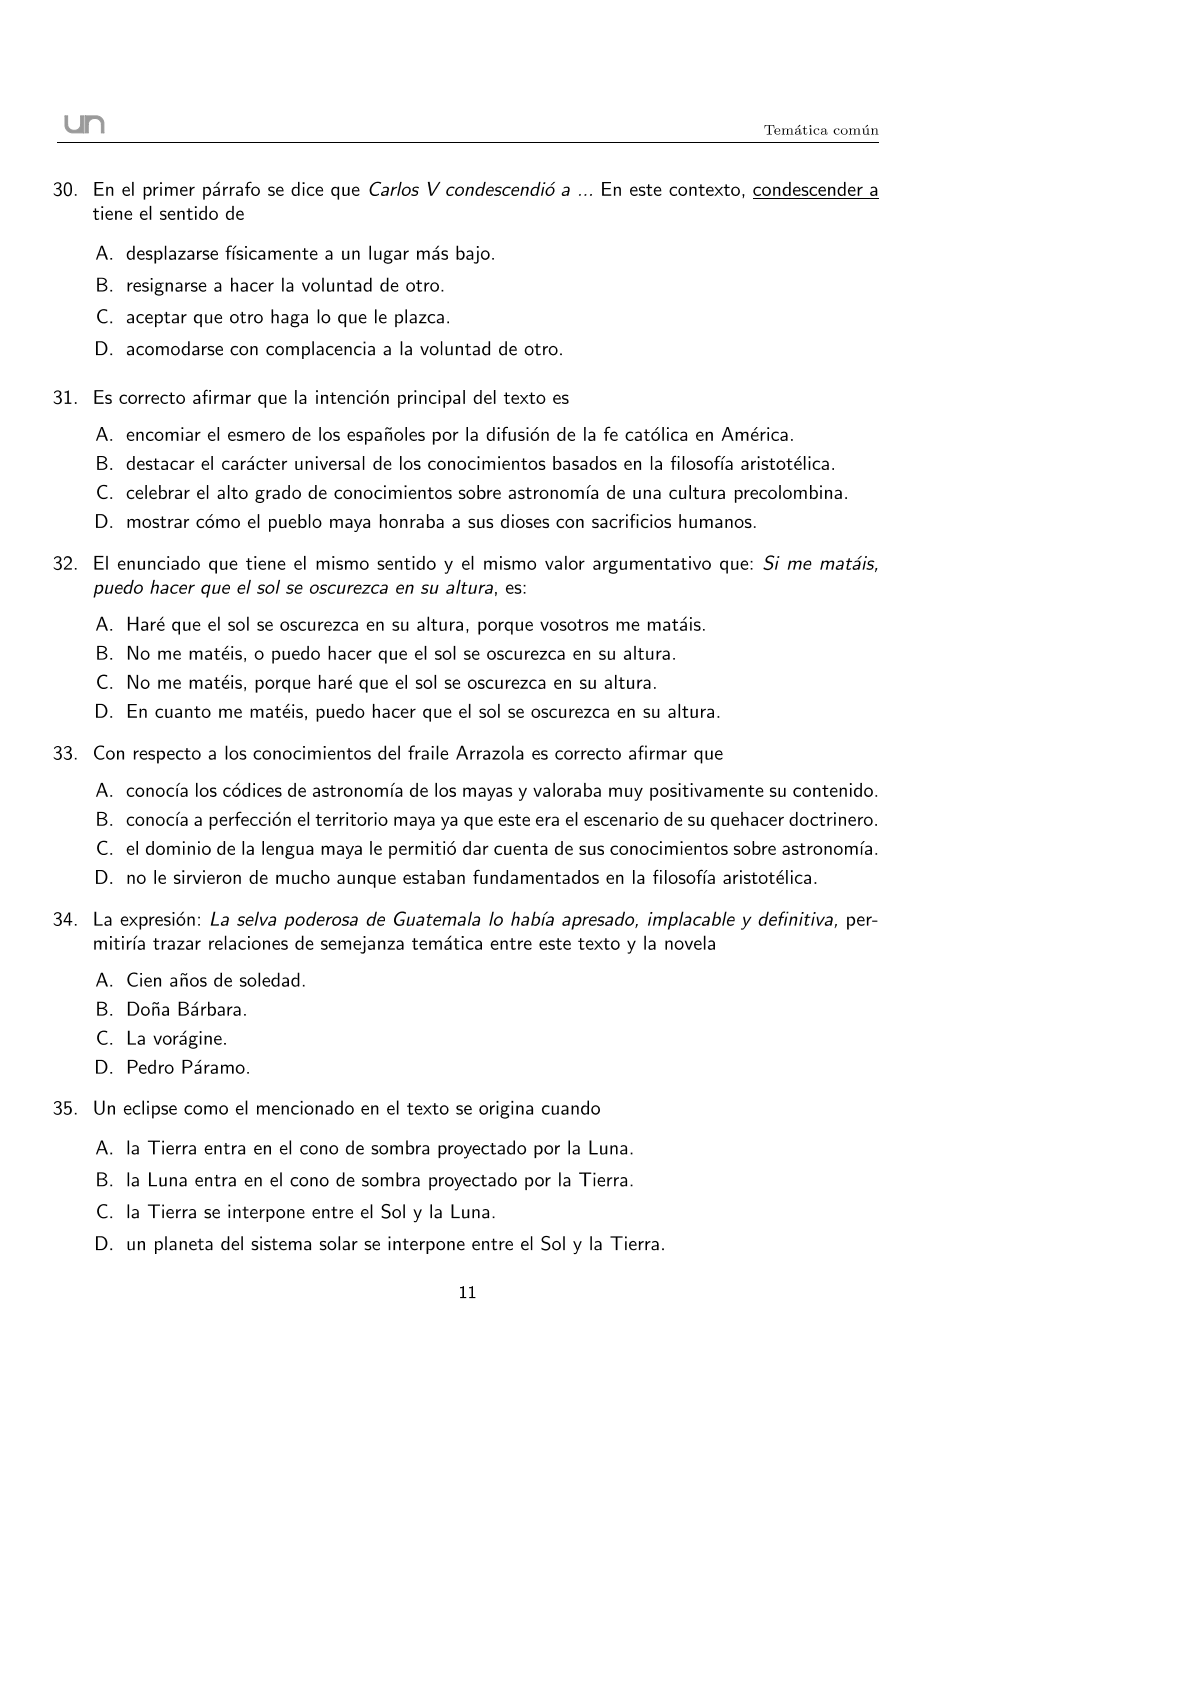 un
Temática común
30. En el primer párrafo se dice que Carlos V condescendió a ... En este contexto, condescender a
tiene el sentido de
A. desplazarse físicamente a un lugar más bajo.
B. resignarse a hacer la voluntad de otro.
C. aceptar que otro haga lo que le plazca.
D. acomodarse con complacencia a la voluntad de otro.
31. Es correcto afirmar que la intención principal del texto es
A. encomiar el esmero de los españoles por la difusión de la fe católica en América.
B. destacar el carácter universal de los conocimientos basados en la filosofía aristotélica.
C. celebrar el alto grado de conocimientos sobre astronomía de una cultura precolombina.
D. mostrar cómo el pueblo maya honraba a sus dioses con sacrificios humanos.
32. El enunciado que tiene el mismo sentido y el mismo valor argumentativo que: Si me matáis,
puedo hacer que el sol se oscurezca en su altura, es:
A. Haré que el sol se oscurezca en su altura, porque vosotros me matáis.
B. No me matéis, o puedo hacer que el sol se oscurezca en su altura.
C. No me matéis, porque haré que el sol se oscurezca en su altura.
D. En cuanto me matéis, puedo hacer que el sol se oscurezca en su altura.
33. Con respecto a los conocimientos del fraile Arrazola es correcto afirmar que
A. conocía los códices de astronomía de los mayas y valoraba muy positivamente su contenido.
B. conocía a perfección el territorio maya ya que este era el escenario de su quehacer doctrinero.
C. el dominio de la lengua maya le permitió dar cuenta de sus conocimientos sobre astronomía.
D. no le sirvieron de mucho aunque estaban fundamentados en la filosofía aristotélica.
34. La expresión: La selva poderosa de Guatemala lo había apresado, implacable y definitiva, per-
mitiría trazar relaciones de semejanza temática entre este texto y la novela
A. Cien años de soledad.
B. Doña Bárbara.
C. La vorágine.
D. Pedro Páramo.
35. Un eclipse como el mencionado en el texto se origina cuando
A. la Tierra entra en el cono de sombra proyectado por la Luna.
B. la Luna entra en el cono de sombra proyectado por la Tierra.
C. la Tierra se interpone entre el Sol y la Luna.
D. un planeta del sistema solar se interpone entre el Sol y la Tierra.
11